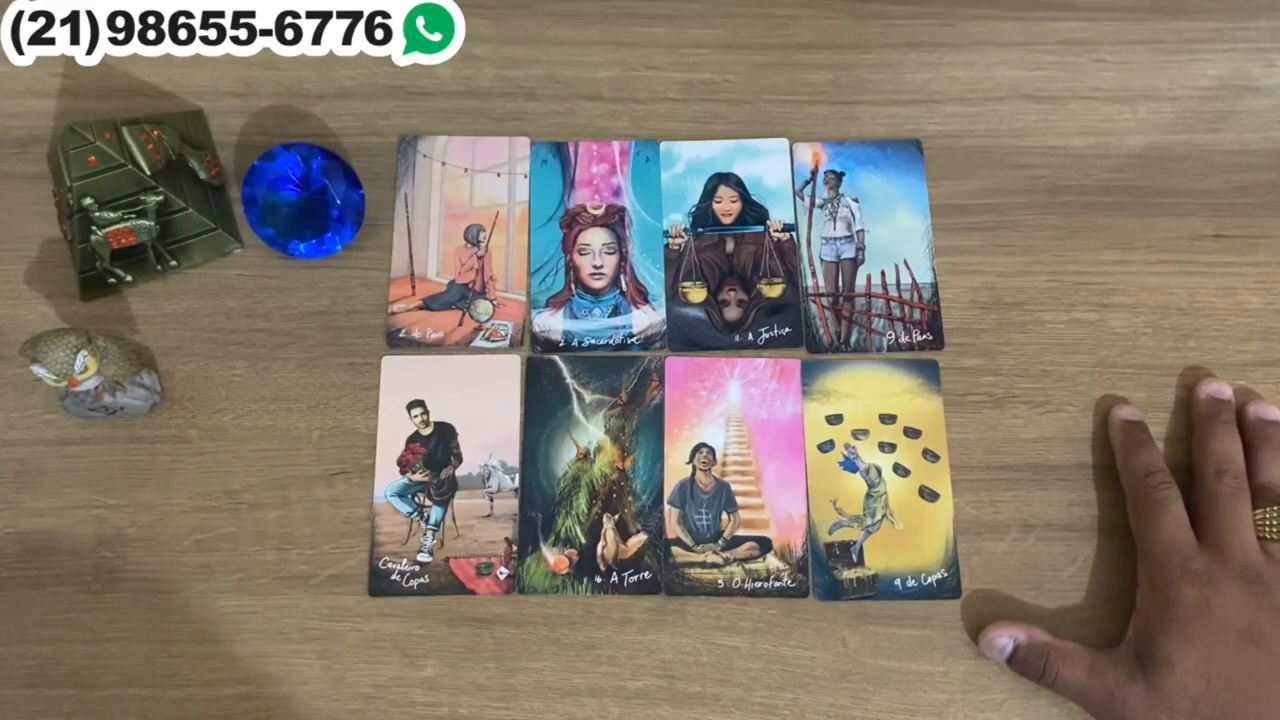 (21)98655-6776
2 de Paus
2 A Sacerdotisa
11. A Justiça
9 de Paus
Cavaleiro
de
Copas
16. A Torre
5. O Hierofante
9 de Copas